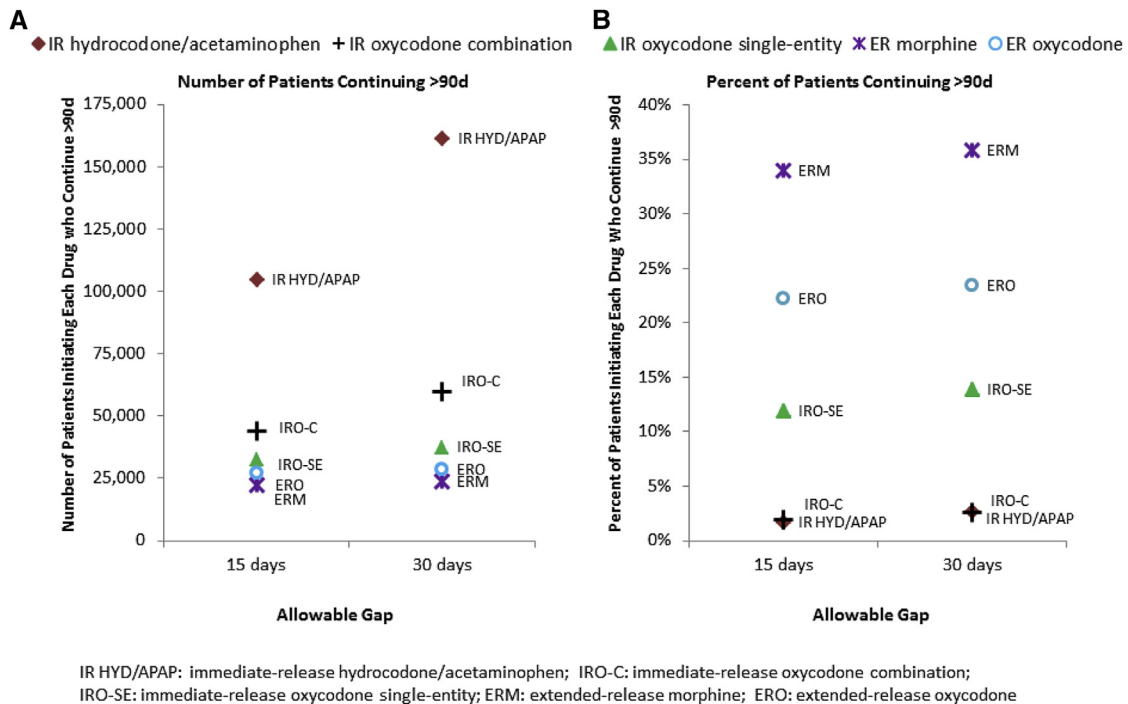 A
B
IR hydrocodone/acetaminophen IR oxycodone combination IR oxycodone single-entity ER morphine ER oxycodone
Number of Patients Continuing >90d
Number of Patients Initiating Each Drug who Continue >90d
175,000
150,000
125,000
100,000
75,000
50,000
25,000
0
IR HYD/APAP
IR HYD/APAP
IRO-C
IRO-C
IRO-SE
IRO-SE
ERO
ERO
ERM
ERM
15 days
30 days
Allowable Gap
Percent of Patients Continuing >90d
Percent of Patients Initiating Each Drug Who Continue >90d
40%
35%
30%
25%
20%
15%
10%
5%
0%
ERM
ERM
ERO
ERO
IRO-SE
IRO-SE
IRO-C
IRO-C
IR HYD/APAP
IR HYD/APAP
15 days
30 days
Allowable Gap
IR HYD/APAP: immediate-release hydrocodone/acetaminophen; IRO-C: immediate-release oxycodone combination;
IRO-SE: immediate-release oxycodone single-entity; ERM: extended-release morphine; ERO: extended-release oxycodone